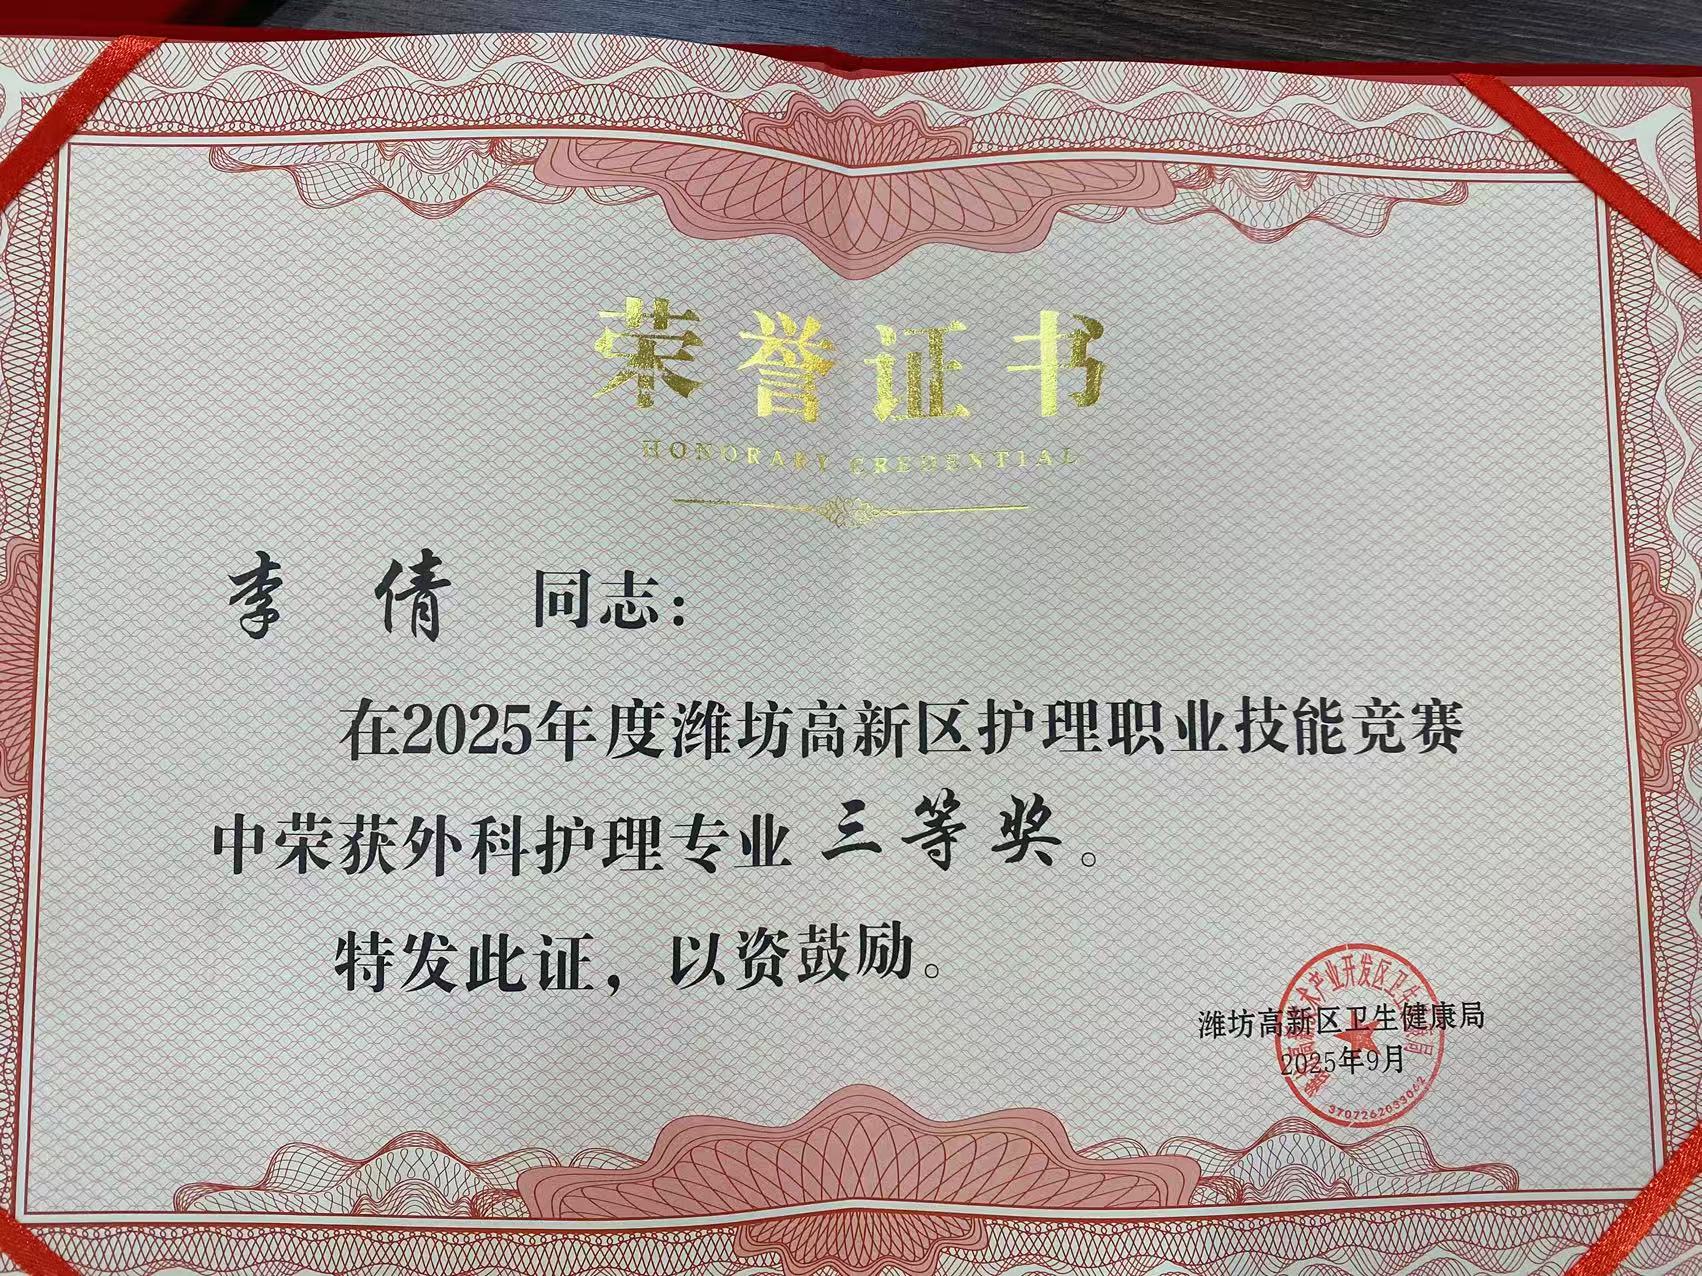 荣誉证书
HONORARY CREDENTIAL
李 倩 同志：
在2025年度潍坊高新区护理职业技能竞赛
中荣获外科护理专业 三等奖。
特发此证，以资鼓励。
潍坊高新区卫生健康局
2025年9月
3707262033062